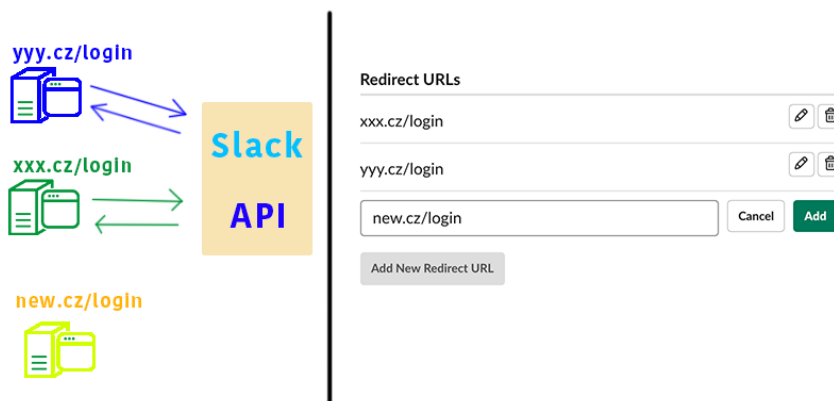 yyy.cz/login
xxx.cz/login
new.cz/login
Slack
API
Redirect URLs
xxx.cz/login
yyy.cz/login
new.cz/login
Cancel
Add
Add New Redirect URL